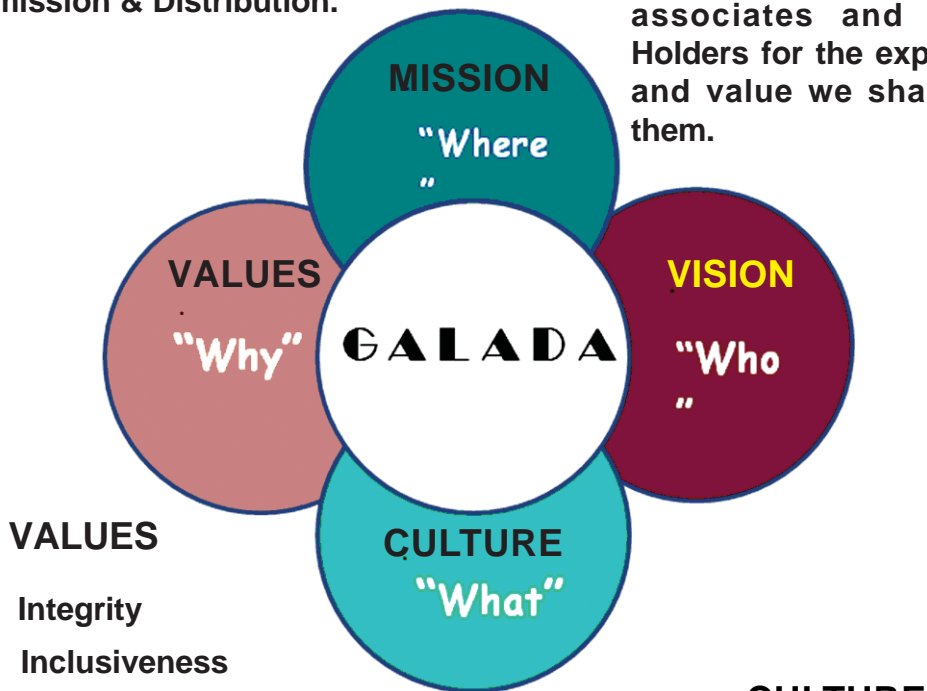 mission & Distribution.
associates and
Holders for the exp
and value we sha
them.
MISSION
“Where
”
VALUES
“Why”
GALADA
VISION
“Who
”
CULTURE
“What”
VALUES
Integrity
Inclusiveness
CULTURE